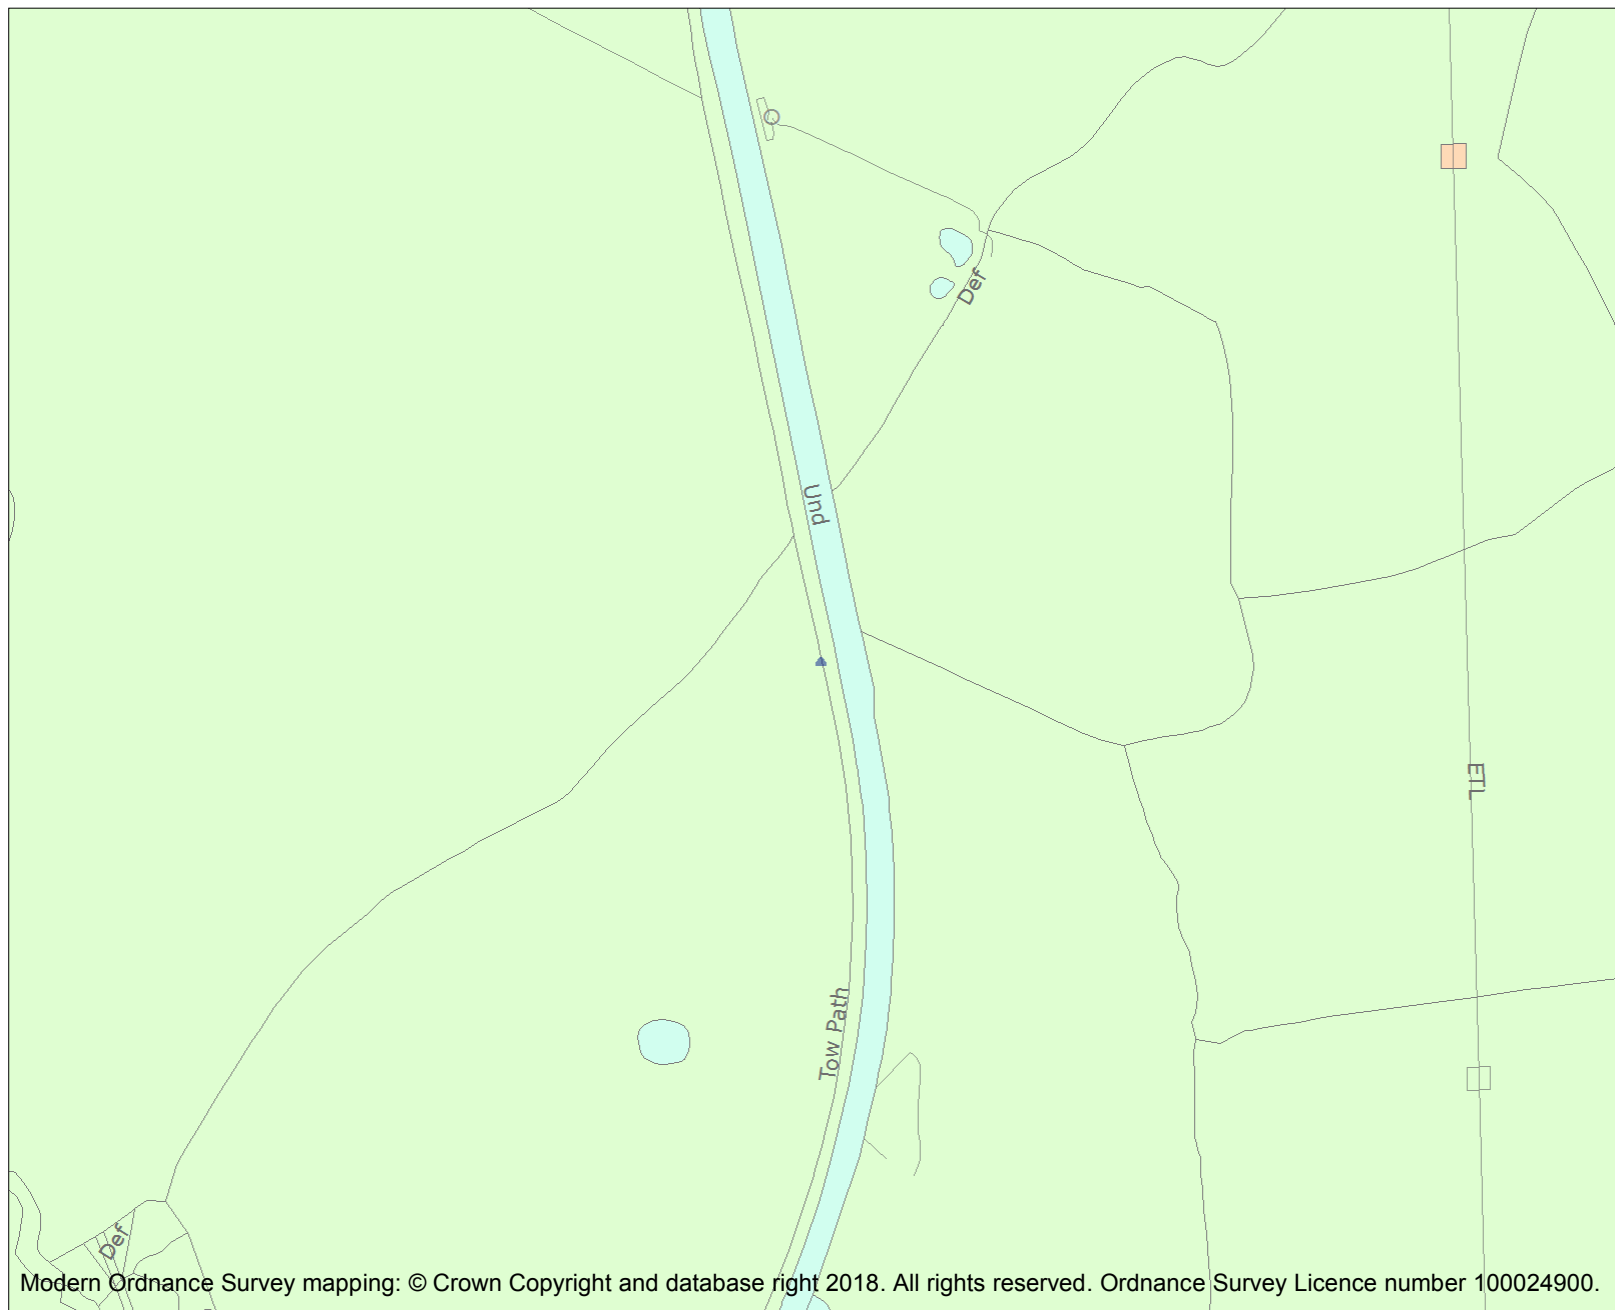 Def
Und
ETL
Tow Path
Def
Modern Ordnance Survey mapping: © Crown Copyright and database right 2018. All rights reserved. Ordnance Survey Licence number 100024900.